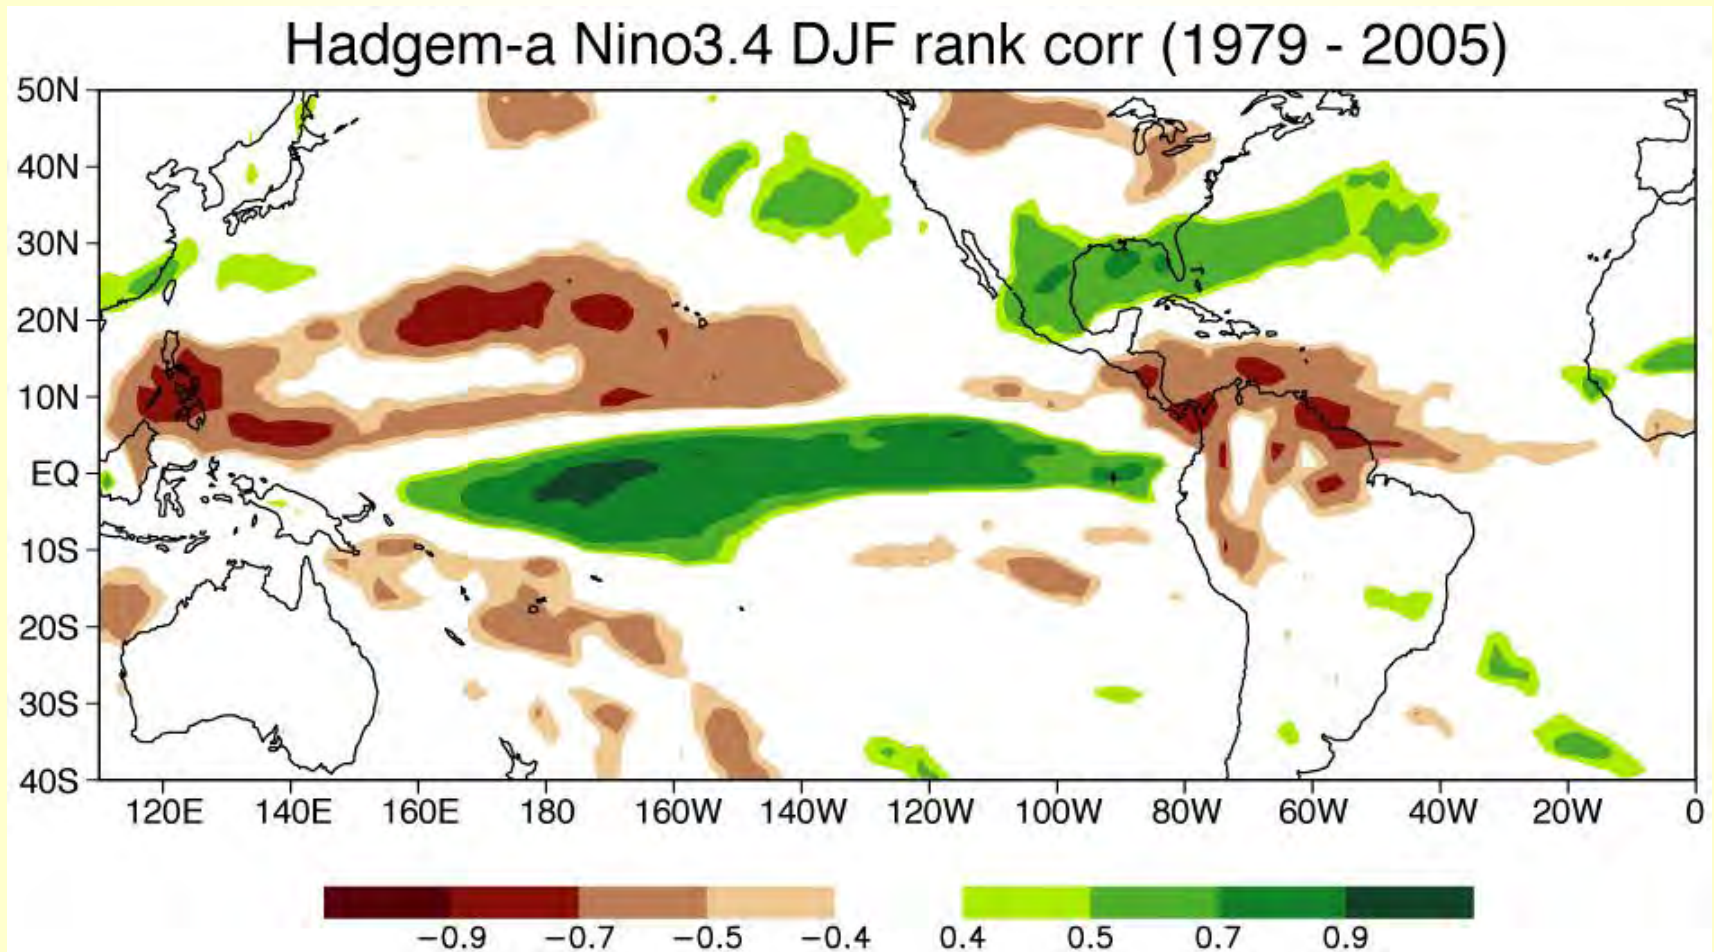 Hadgem-a Nino3.4 DJF rank corr (1979 - 2005)
50N
40N
30N
20N
10N
EQ
10S
20S
30S
40S
120E 140E 160E 180 160W 140W 120W 100W 80W 60W 40W 20W 0
−0.9 −0.7 −0.5 −0.4 0.4 0.5 0.7 0.9